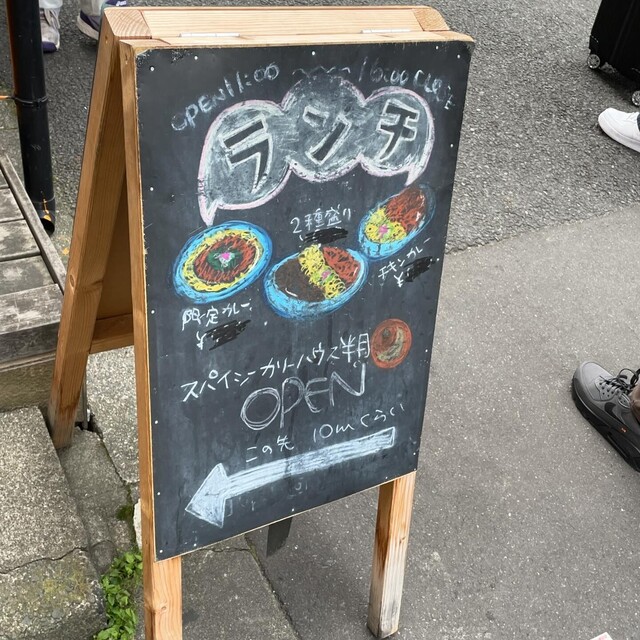 OPEN 11:00 〜〜 16:00 CLOSE
ランチ
2種盛り
チキンカレー
¥
限定カレー
¥
スパイシーカリーハウス半月
OPEN
この先 10mくらい